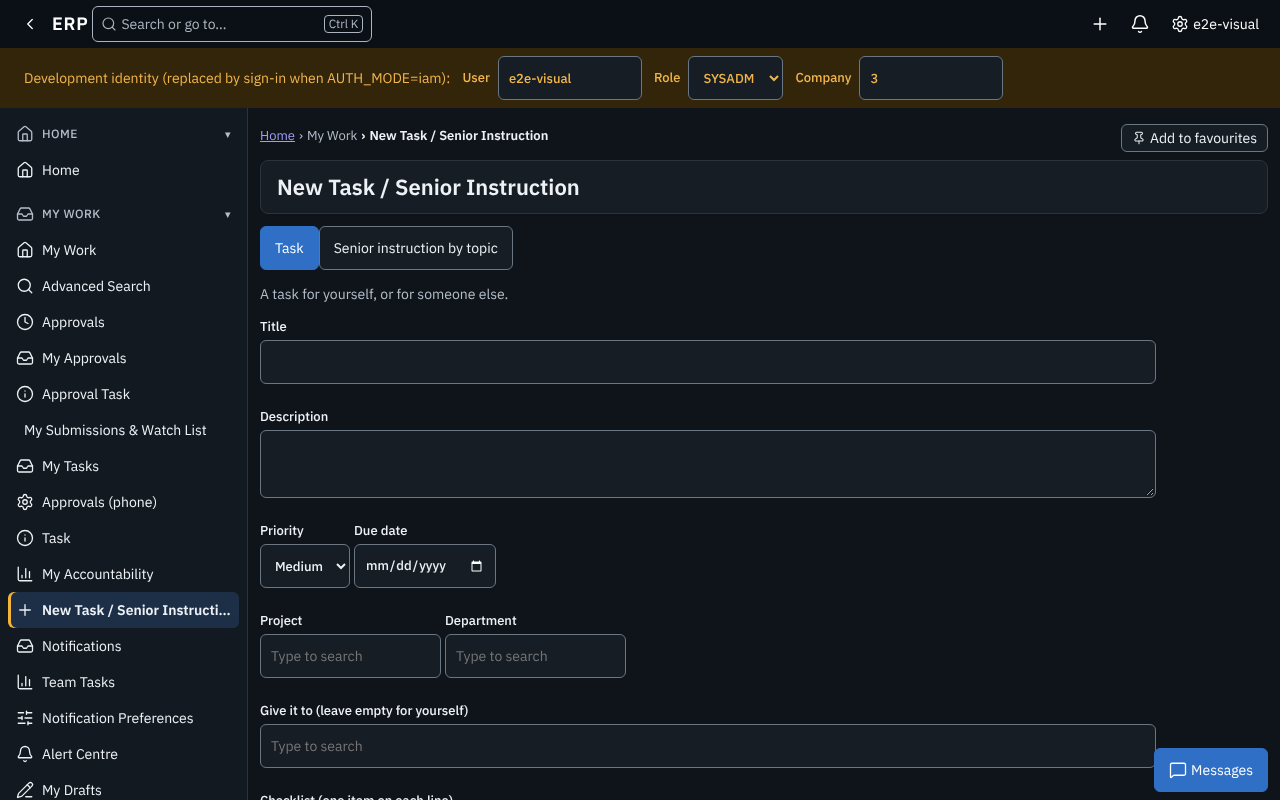 ERP
Search or go to...
Ctrl K
e2e-visual
Development identity (replaced by sign-in when AUTH_MODE=iam):
User
e2e-visual
Role
SYSADM
Company
3
HOME
Home
MY WORK
My Work
Advanced Search
Approvals
My Approvals
Approval Task
My Submissions & Watch List
My Tasks
Approvals (phone)
Task
My Accountability
New Task / Senior Instructi...
Notifications
Team Tasks
Notification Preferences
Alert Centre
My Drafts
Home › My Work › New Task / Senior Instruction
Add to favourites
New Task / Senior Instruction
Task
Senior instruction by topic
A task for yourself, or for someone else.
Title
Description
Priority
Due date
Medium
mm/dd/yyyy
Project
Department
Type to search
Type to search
Give it to (leave empty for yourself)
Type to search
Checklist (one item on each line)
Messages